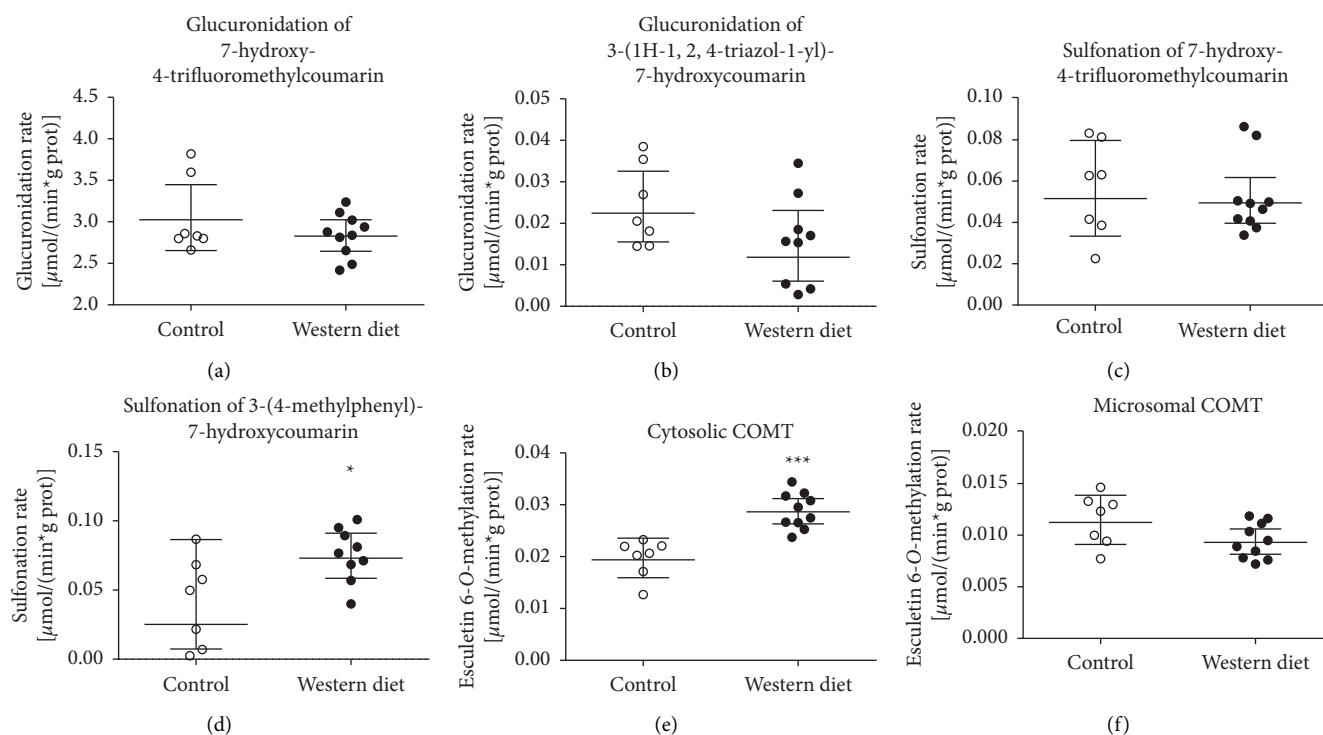 Glucuronidation of
7-hydroxy-
4-trifluoromethylcoumarin
Glucuronidation rate
[µmol/(min*g prot)]
4.5
4.0
3.5
3.0
2.5
2.0
Control
Western diet
(a)
Glucuronidation of
3-(1H-1, 2, 4-triazol-1-yl)-
7-hydroxycoumarin
Glucuronidation rate
[µmol/(min*g prot)]
0.05
0.04
0.03
0.02
0.01
0.00
Control
Western diet
(b)
Sulfonation of 7-hydroxy-
4-trifluoromethylcoumarin
Sulfonation rate
[µmol/(min*g prot)]
0.10
0.08
0.06
0.04
0.02
0.00
Control
Western diet
(c)
Sulfonation of 3-(4-methylphenyl)-
7-hydroxycoumarin
Sulfonation rate
[µmol/(min*g prot)]
0.15
0.10
0.05
0.00
*
Control
Western diet
(d)
Cytosolic COMT
Esculetin 6-O-methylation rate
[µmol/(min*g prot)]
0.04
0.03
0.02
0.01
0.00
***
Control
Western diet
(e)
Microsomal COMT
Esculetin 6-O-methylation rate
[µmol/(min*g prot)]
0.020
0.015
0.010
0.005
0.000
Control
Western diet
(f)